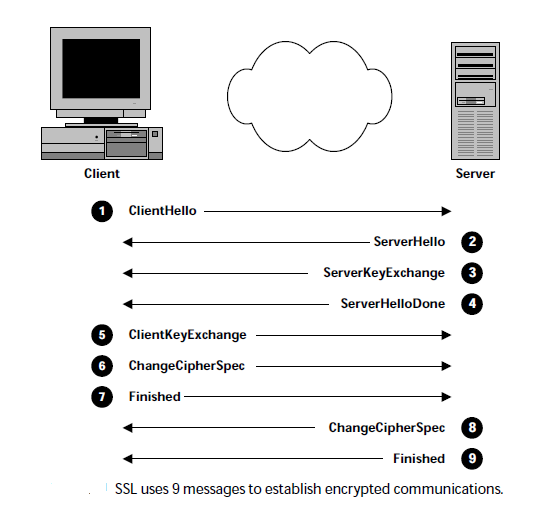 Client
Server
1 ClientHello
ServerHello 2
ServerKeyExchange 3
ServerHelloDone 4
5 ClientKeyExchange
6 ChangeCipherSpec
7 Finished
ChangeCipherSpec 8
Finished 9
SSL uses 9 messages to establish encrypted communications.